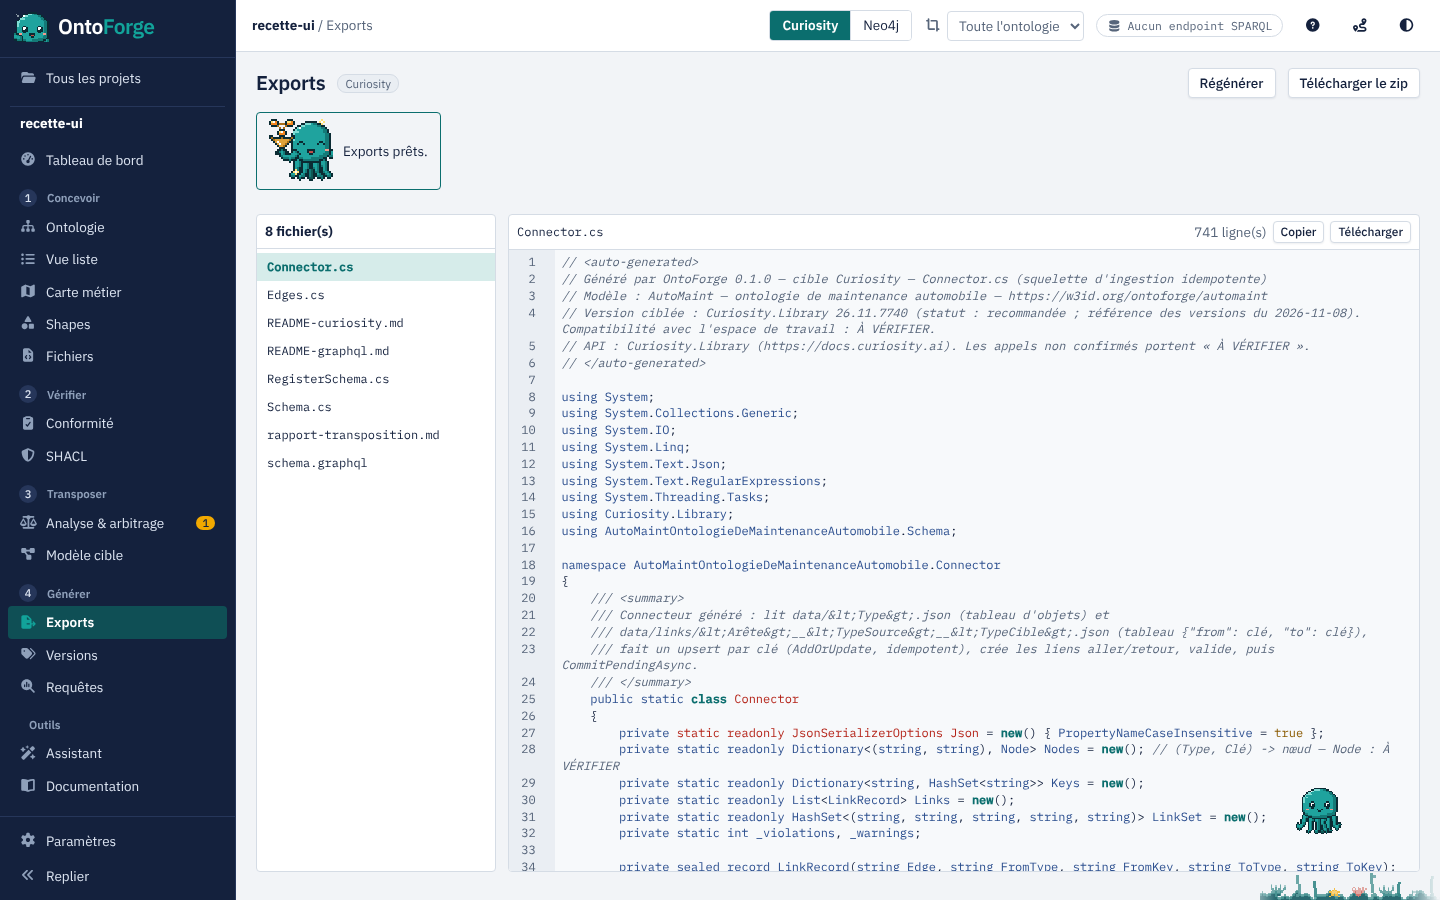 OntoForge
Tous les projets
recette-ui
Tableau de bord
1 Concevoir
Ontologie
Vue liste
Carte métier
Shapes
Fichiers
2 Vérifier
Conformité
SHACL
3 Transposer
Analyse & arbitrage 1
Modèle cible
4 Générer
Exports
Versions
Requêtes
Outils
Assistant
Documentation
Paramètres
Replier
recette-ui / Exports
Curiosity Neo4j
Toute l'ontologie
Aucun endpoint SPARQL
Exports Curiosity
Régénérer
Télécharger le zip
Exports prêts.
8 fichier(s)
Connector.cs
Edges.cs
README-curiosity.md
README-graphql.md
RegisterSchema.cs
Schema.cs
rapport-transposition.md
schema.graphql
Connector.cs 741 ligne(s) Copier Télécharger
1 // <auto-generated>
2 // Généré par OntoForge 0.1.0 — cible Curiosity — Connector.cs (squelette d'ingestion idempotente)
3 // Modèle : AutoMaint — ontologie de maintenance automobile — https://w3id.org/ontoforge/automaint
4 // Version ciblée : Curiosity.Library 26.11.7740 (statut : recommandée ; référence des versions du 2026-11-08).
Compatibilité avec l'espace de travail : À VÉRIFIER.
5 // API : Curiosity.Library (https://docs.curiosity.ai). Les appels non confirmés portent « À VÉRIFIER ».
6 // </auto-generated>
7
8 using System;
9 using System.Collections.Generic;
10 using System.IO;
11 using System.Linq;
12 using System.Text.Json;
13 using System.Text.RegularExpressions;
14 using System.Threading.Tasks;
15 using Curiosity.Library;
16 using AutoMaintOntologieDeMaintenanceAutomobile.Schema;
17
18 namespace AutoMaintOntologieDeMaintenanceAutomobile.Connector
19 {
20 /// <summary>
21 /// Connecteur généré : lit data/&lt;Type&gt;.json (tableau d'objets) et
22 /// data/links/&lt;Arête&gt;__&lt;TypeSource&gt;__&lt;TypeCible&gt;.json (tableau {"from": clé, "to": clé}),
23 /// fait un upsert par clé (AddOrUpdate, idempotent), crée les liens aller/retour, valide, puis
CommitPendingAsync.
24 /// </summary>
25 public static class Connector
26 {
27 private static readonly JsonSerializerOptions Json = new() { PropertyNameCaseInsensitive = true };
28 private static readonly Dictionary<(string, string), Node> Nodes = new(); // (Type, Clé) -> nœud — Node : À
VÉRIFIER
29 private static readonly Dictionary<string, HashSet<string>> Keys = new();
30 private static readonly List<LinkRecord> Links = new();
31 private static readonly HashSet<(string, string, string, string, string)> LinkSet = new();
32 private static int _violations, _warnings;
33
34 private sealed record LinkRecord(string Edge, string FromType, string FromKey, string ToType, string ToKey);